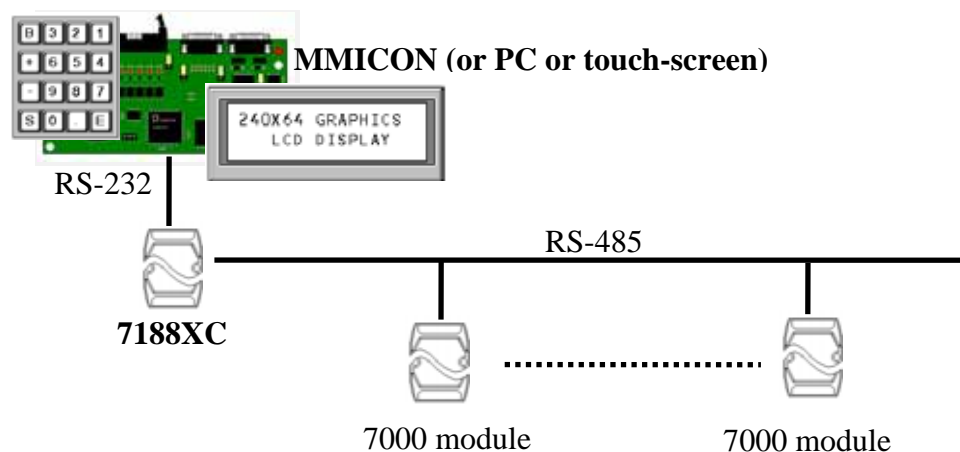 B 3 2 1
+ 6 5 4
- 9 8 7
S 0 . E
MMICON (or PC or touch-screen)
240X64 GRAPHICS
LCD DISPLAY
RS-232
RS-485
7188XC
7000 module
7000 module